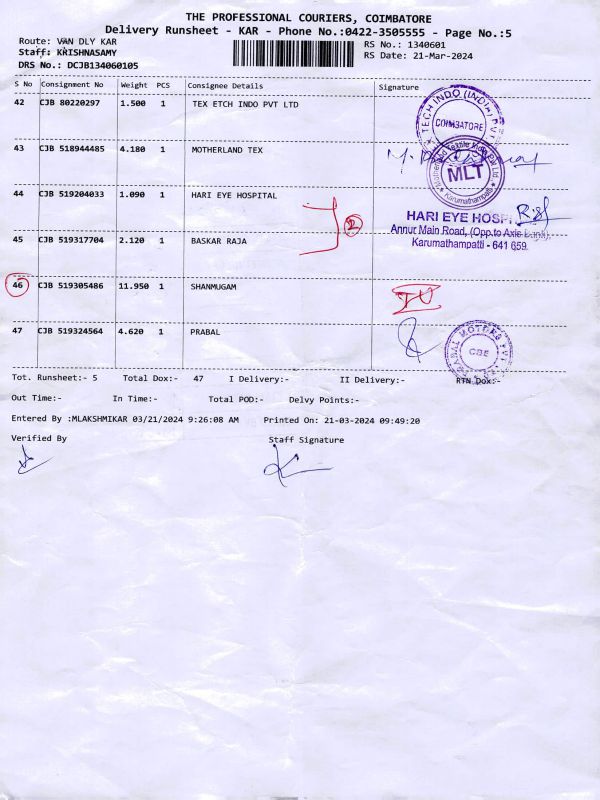 THE PROFESSIONAL COURIERS, COIMBATORE
Delivery Runsheet - KAR - Phone No.:0422-3505555 - Page No.:5
Route: VAN DLY KAR
RS No.: 1340601
Staff: KRISHNASAMY
RS Date: 21-Mar-2024
DRS No.: DCJB134060105
S No Consignment No Weight PCS Consignee Details Signature
42 CJB 80220297 1.500 1 TEX ETCH INDO PVT LTD
TECH INDO (INDIA) PVT
COIMBATORE
43 CJB 518944485 4.180 1 MOTHERLAND TEX
MLT
Karumathampatti
44 CJB 519204033 1.090 1 HARI EYE HOSPITAL
2
HARI EYE HOSPI
Annur Main Road, (Opp.to Axis Bank),
Karumathampatti - 641 659.
45 CJB 519317704 2.120 1 BASKAR RAJA
46 CJB 519305486 11.950 1 SHANMUGAM
47 CJB 519324564 4.620 1 PRABAL
MOTORS
CBE
Tot. Runsheet:- 5 Total Dox:- 47 I Delivery:- II Delivery:- RTN Dox:-
Out Time:- In Time:- Total POD:- Delvy Points:-
Entered By :MLAKSHMIKAR 03/21/2024 9:26:08 AM Printed On: 21-03-2024 09:49:20
Verified By Staff Signature